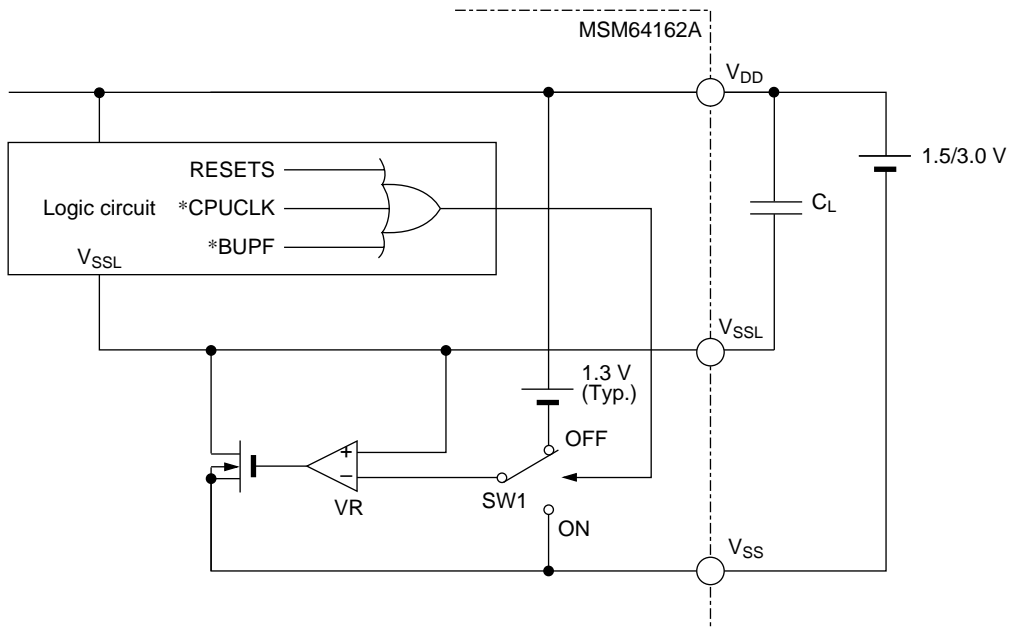 MSM64162A
VDD
1.5/3.0 V
RESETS
Logic circuit
*CPUCLK
CL
*BUPF
VSSL
VSSL
1.3 V
(Typ.)
OFF
+
−
SW1
VR
ON
VSS